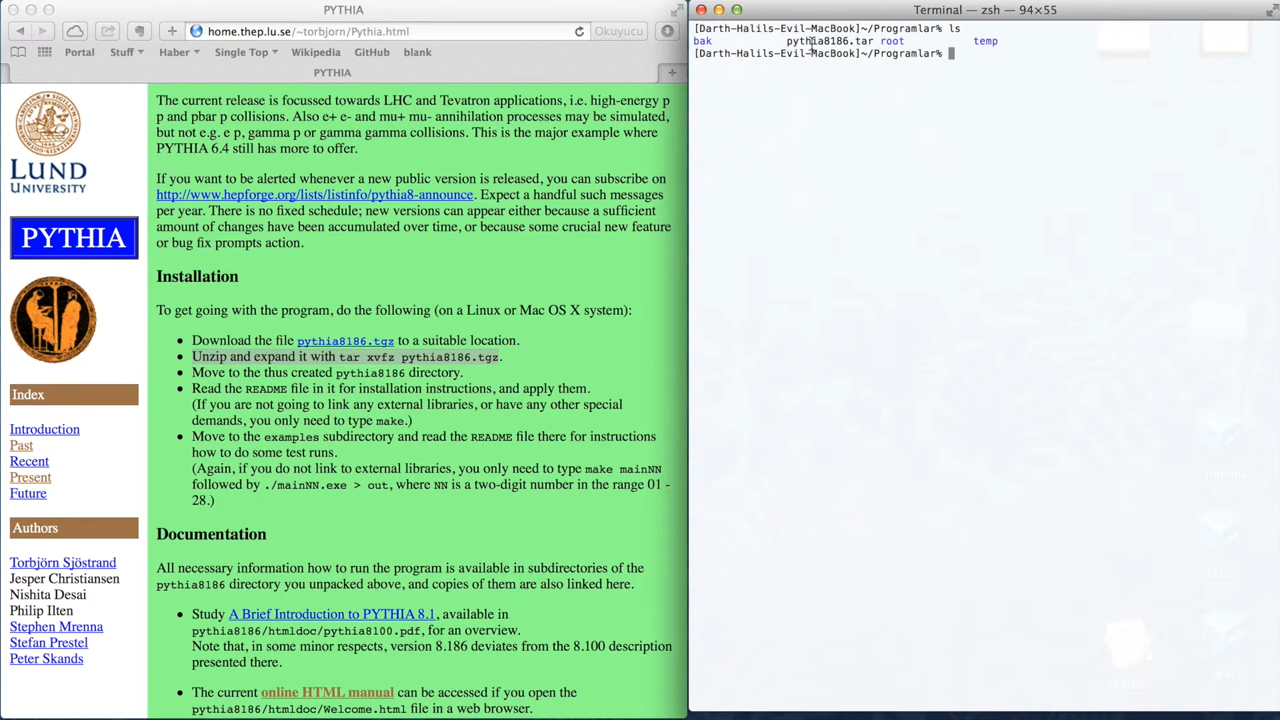 PYTHIA
home.thep.lu.se/~torbjorn/Pythia.html
Okuyucu
Portal Stuff Haber Single Top Wikipedia GitHub blank
PYTHIA
LUND
UNIVERSITY
PYTHIA
Index
Introduction
Past
Recent
Present
Future
Authors
Torbjörn Sjöstrand
Jesper Christiansen
Nishita Desai
Philip Ilten
Stephen Mrenna
Stefan Prestel
Peter Skands
The current release is focussed towards LHC and Tevatron applications, i.e. high-energy p
p and pbar p collisions. Also e+ e- and mu+ mu- annihilation processes may be simulated,
but not e.g. e p, gamma p or gamma gamma collisions. This is the major example where
PYTHIA 6.4 still has more to offer.
If you want to be alerted whenever a new public version is released, you can subscribe on
http://www.hepforge.org/lists/listinfo/pythia8-announce. Expect a handful such messages
per year. There is no fixed schedule; new versions can appear either because a sufficient
amount of changes have been accumulated over time, or because some crucial new feature
or bug fix prompts action.
Installation
To get going with the program, do the following (on a Linux or Mac OS X system):
• Download the file pythia8186.tgz to a suitable location.
• Unzip and expand it with tar xvfz pythia8186.tgz.
• Move to the thus created pythia8186 directory.
• Read the README file in it for installation instructions, and apply them.
(If you are not going to link any external libraries, or have any other special
demands, you only need to type make.)
• Move to the examples subdirectory and read the README file there for instructions
how to do some test runs.
(Again, if you do not link to external libraries, you only need to type make mainNN
followed by ./mainNN.exe > out, where NN is a two-digit number in the range 01 -
28.)
Documentation
All necessary information how to run the program is available in subdirectories of the
pythia8186 directory you unpacked above, and copies of them are also linked here.
• Study A Brief Introduction to PYTHIA 8.1, available in
pythia8186/htmldoc/pythia8100.pdf, for an overview.
Note that, in some minor respects, version 8.186 deviates from the 8.100 description
presented there.
• The current online HTML manual can be accessed if you open the
pythia8186/htmldoc/Welcome.html file in a web browser.
Terminal — zsh — 94×55
[Darth-Halils-Evil-MacBook]~/Programlar% ls
bak pythia8186.tar root temp
[Darth-Halils-Evil-MacBook]~/Programlar%